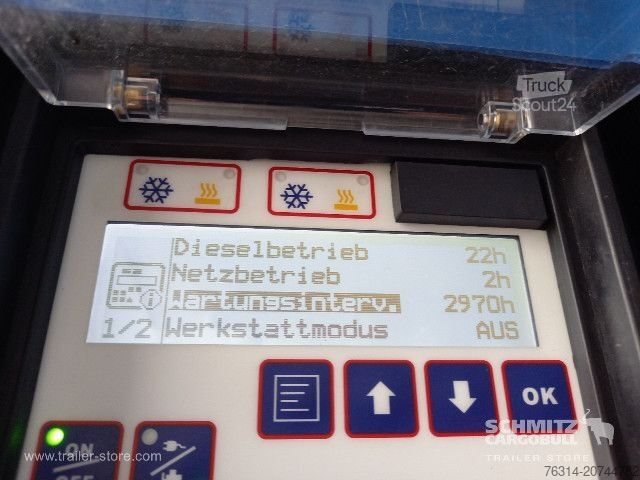 Truck
Scout24
Dieselbetrieb 22h
Netzbetrieb 2h
Wartungsinterv. 2970h
1/2 Werkstattmodus AUS
OK
ON
OFF
SCHMITZ
CARGOBULL
TRAILER STORE
www.trailer-store.com